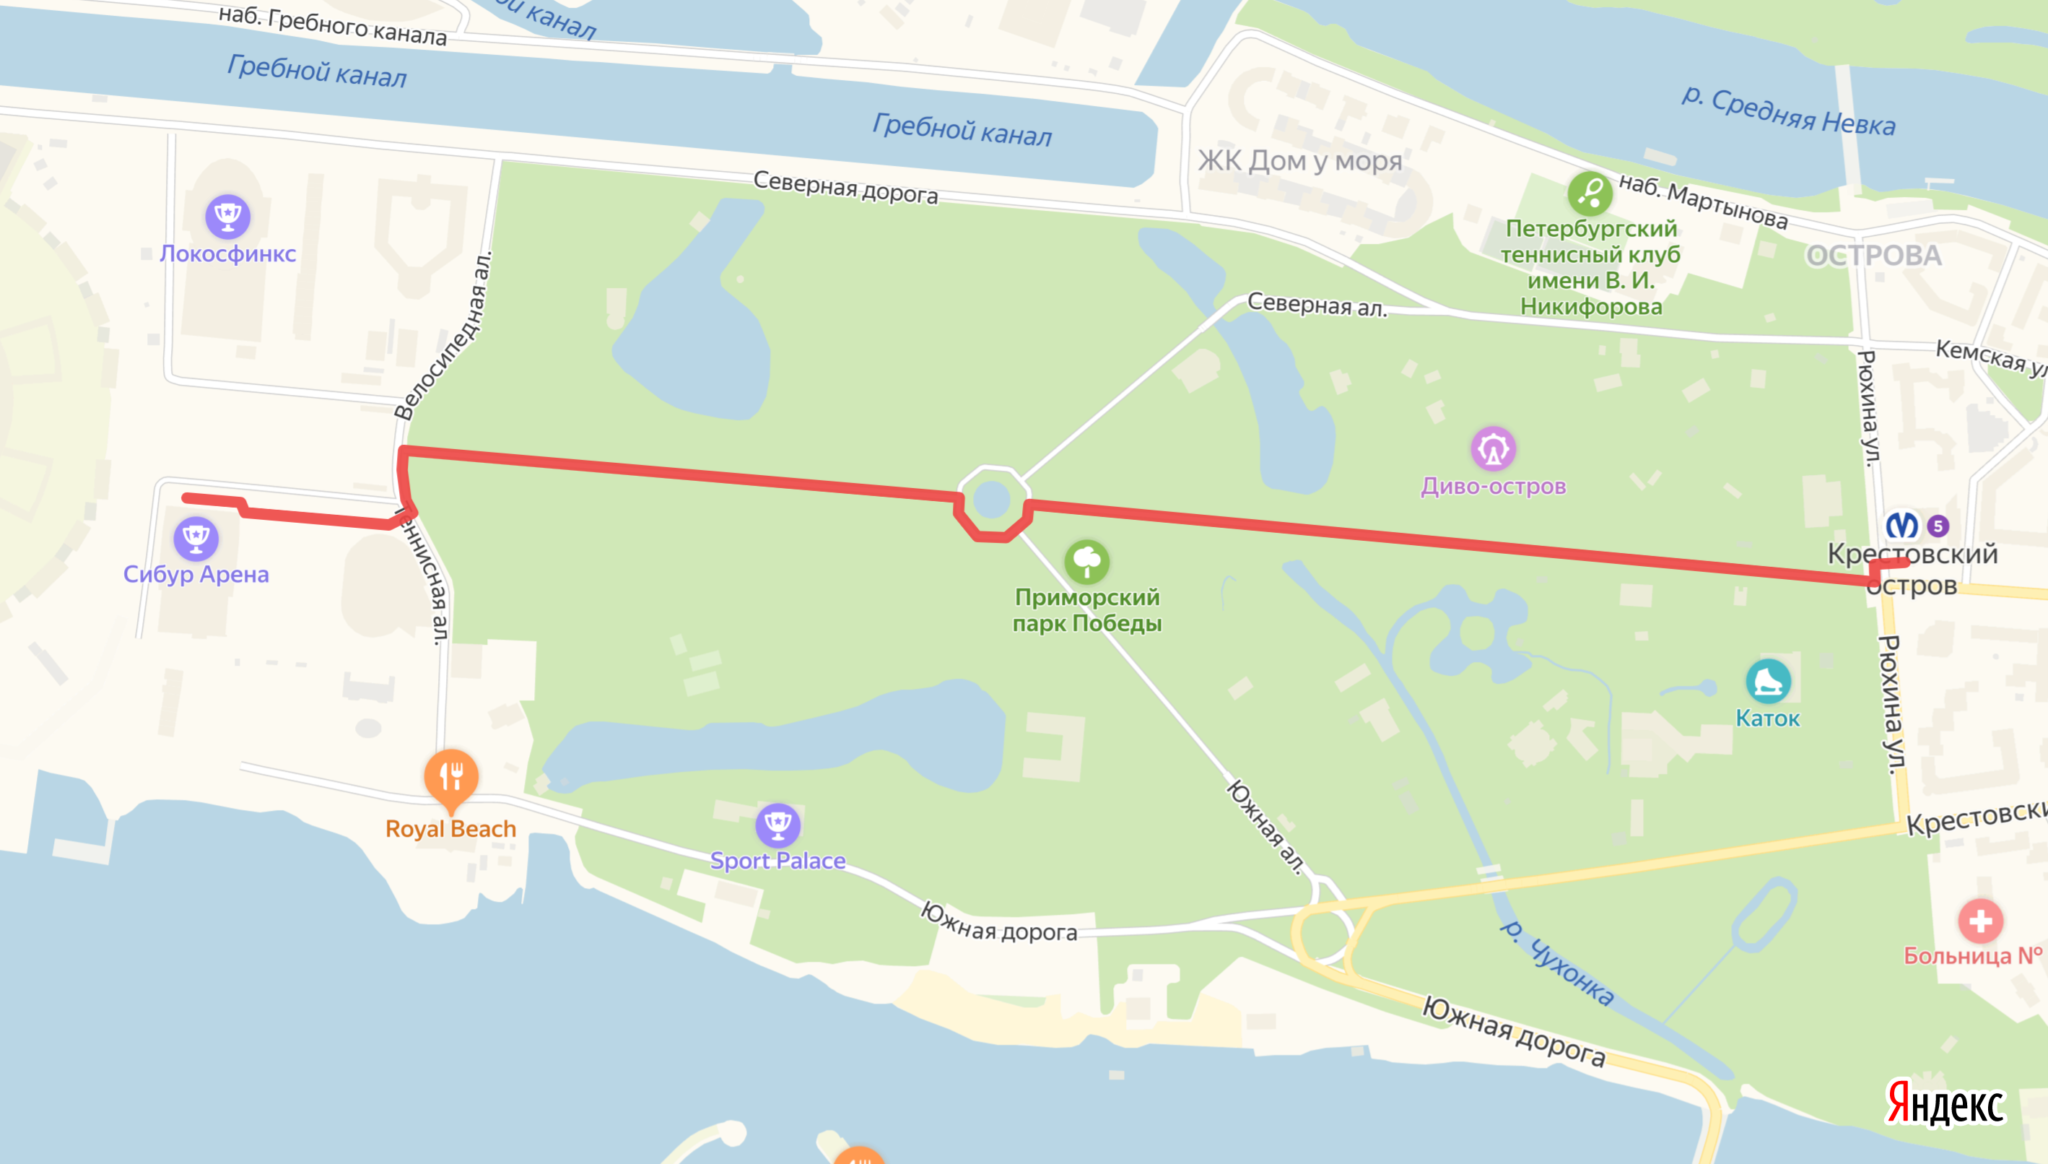 наб. Гребного канала
Гребной канал
Гребной канал
р. Средняя Невка
ЖК Дом у моря
Северная дорога
наб. Мартынова
Петербургский
теннисный клуб
имени В. И.
Никифорова
ОСТРОВА
Локосфинкс
Велосипедная ал.
Северная ал.
Кемская ул
Рюхина ул.
Диво-остров
5
Крестовский
остров
Сибур Арена
Теннисная ал.
Приморский
парк Победы
Рюхина ул.
Каток
Royal Beach
Sport Palace
Южная ал.
Крестовски
Южная дорога
р. Чухонка
Больница №
Южная дорога
Яндекс